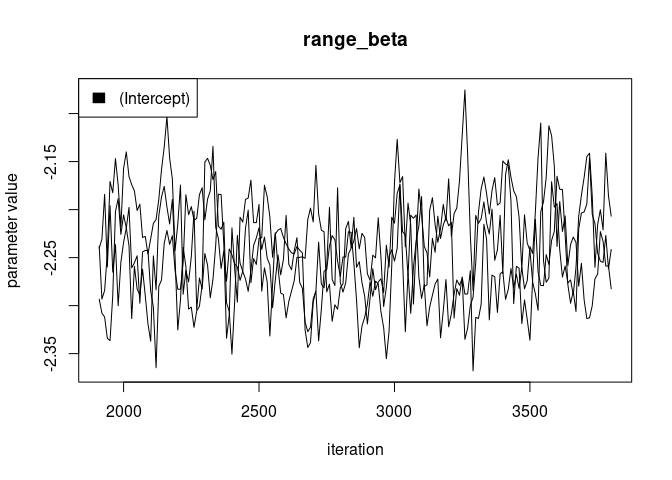 range_beta
(Intercept)
-2.15
-2.25
-2.35
parameter value
2000
2500
3000
3500
iteration